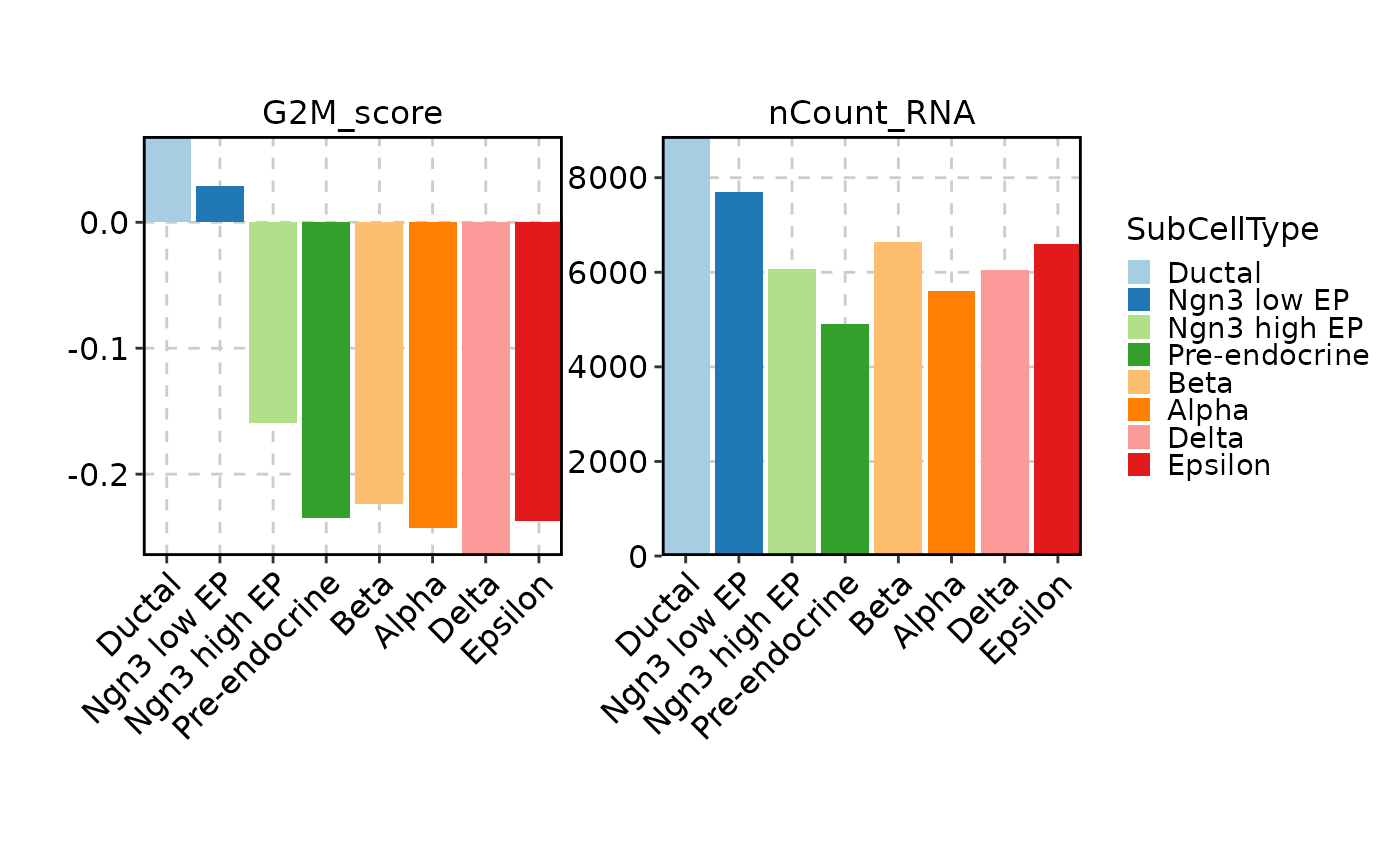 G2M_score
0.0
-0.1
-0.2
Ductal
Ngn3 low EP
Ngn3 high EP
Pre-endocrine
Beta
Alpha
Delta
Epsilon
nCount_RNA
8000
6000
4000
2000
0
Ductal
Ngn3 low EP
Ngn3 high EP
Pre-endocrine
Beta
Alpha
Delta
Epsilon
SubCellType
Ductal
Ngn3 low EP
Ngn3 high EP
Pre-endocrine
Beta
Alpha
Delta
Epsilon